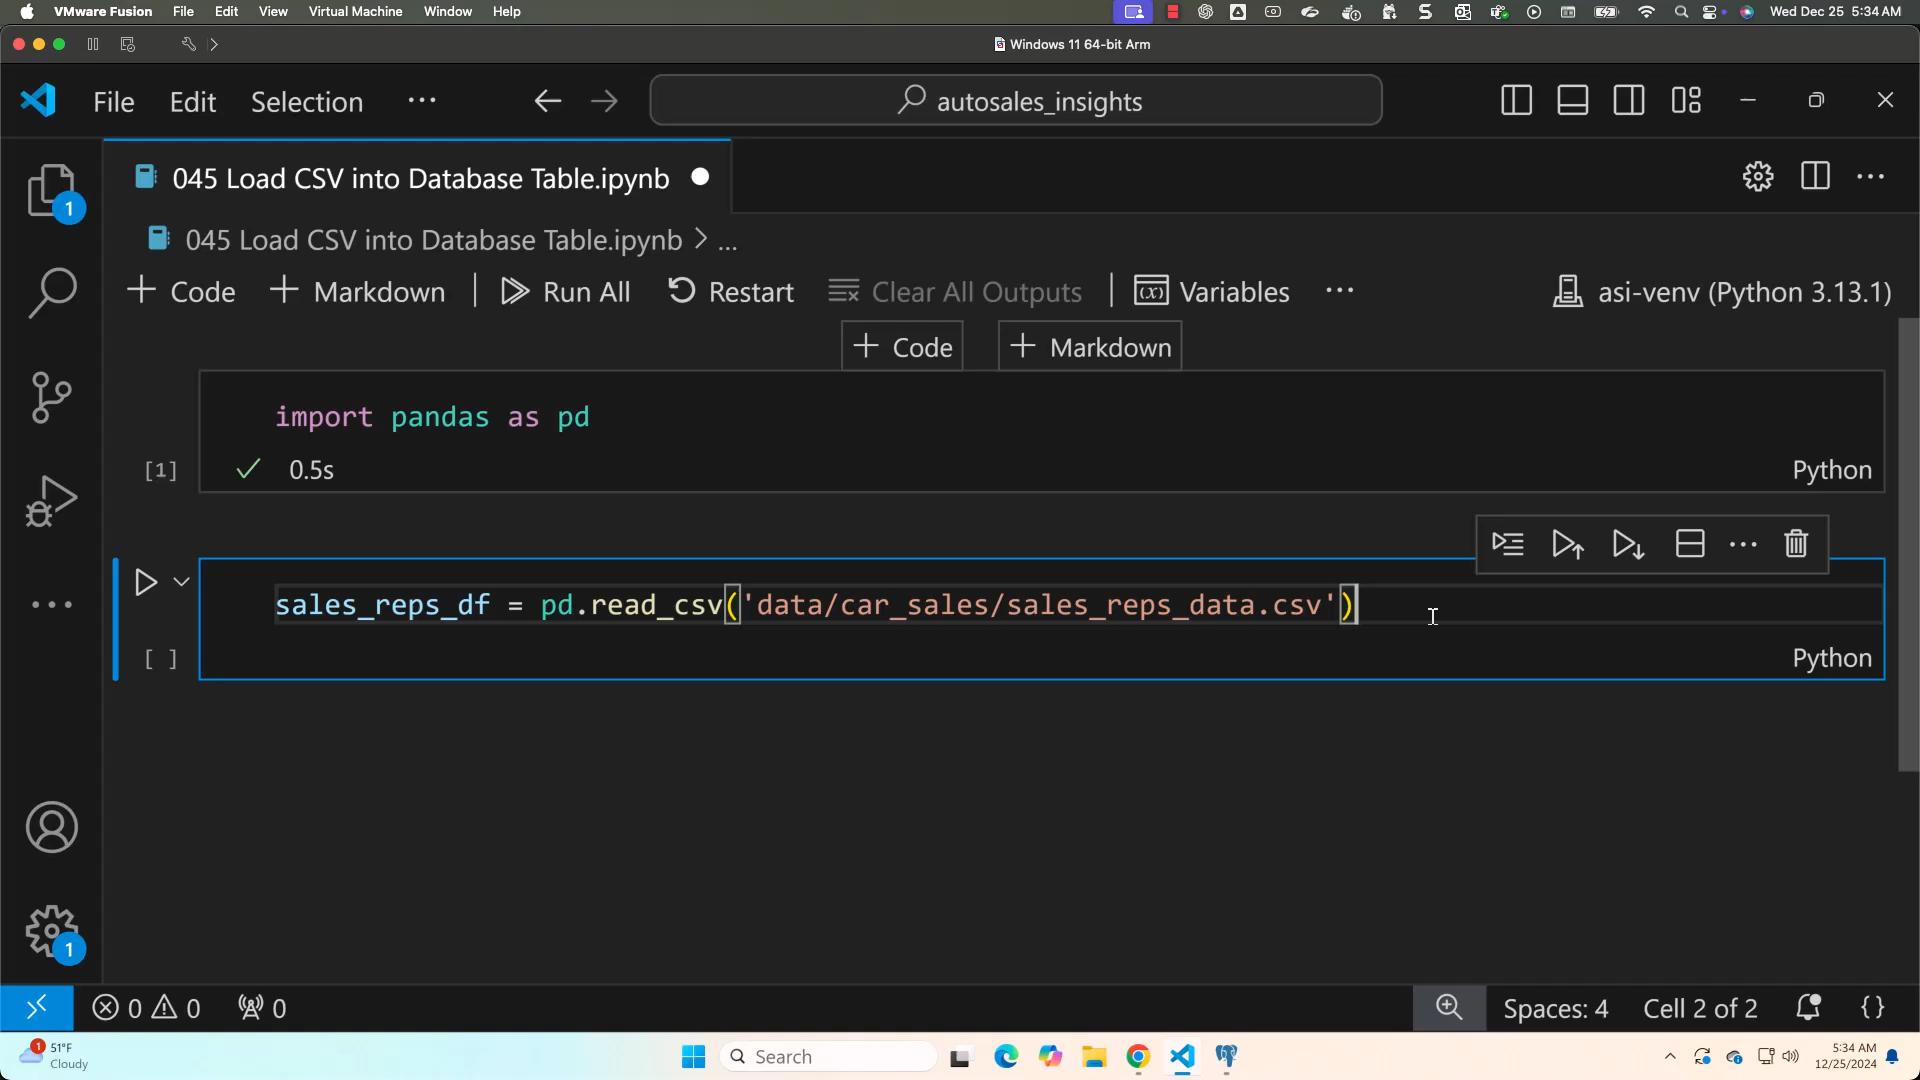 VMware Fusion File Edit View Virtual Machine Window Help Wed Dec 25 5:34 AM
Windows 11 64-bit Arm
File Edit Selection ··· autosales_insights
045 Load CSV into Database Table.ipynb
045 Load CSV into Database Table.ipynb > ...
+ Code + Markdown Run All Restart Clear All Outputs Variables ··· asi-venv (Python 3.13.1)
+ Code + Markdown
import pandas as pd
[1] 0.5s Python
sales_reps_df = pd.read_csv('data/car_sales/sales_reps_data.csv')
[ ] Python
1
1
0 0 0 Spaces: 4 Cell 2 of 2 {}
1 51°F
Cloudy
Search
5:34 AM
12/25/2024